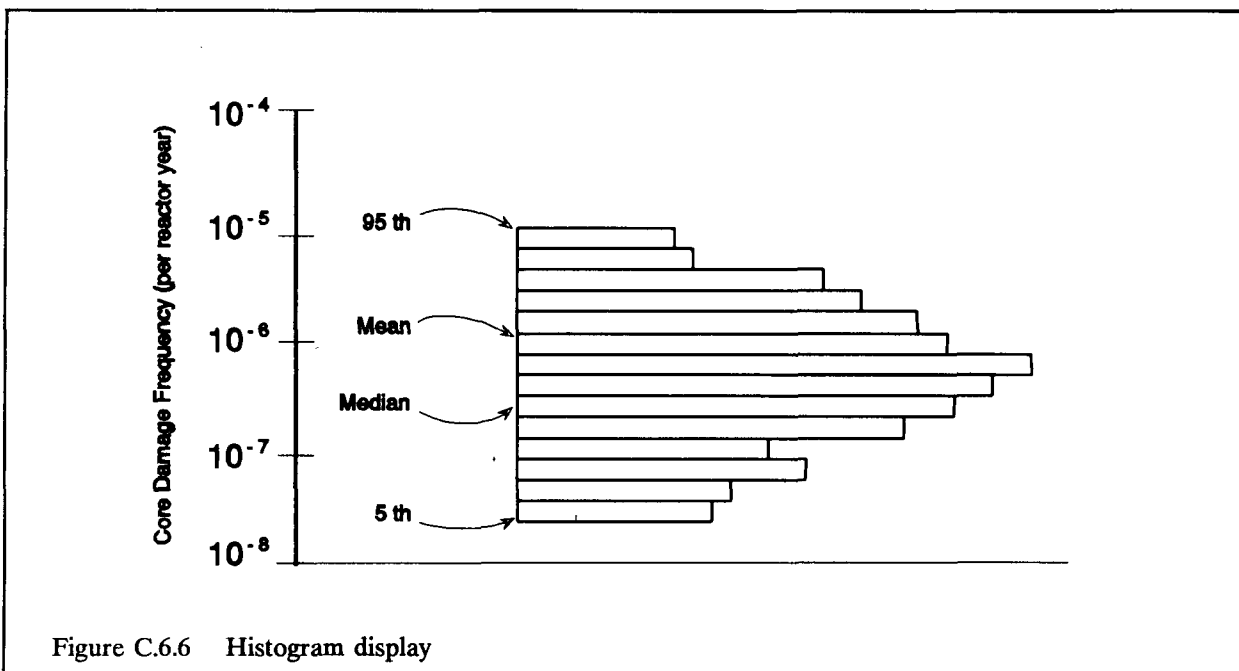 10⁻⁴
Core Damage Frequency (per reactor year)
10⁻⁵
95 th
Mean
10⁻⁶
Median
10⁻⁷
5 th
10⁻⁸
Figure C.6.6 Histogram display